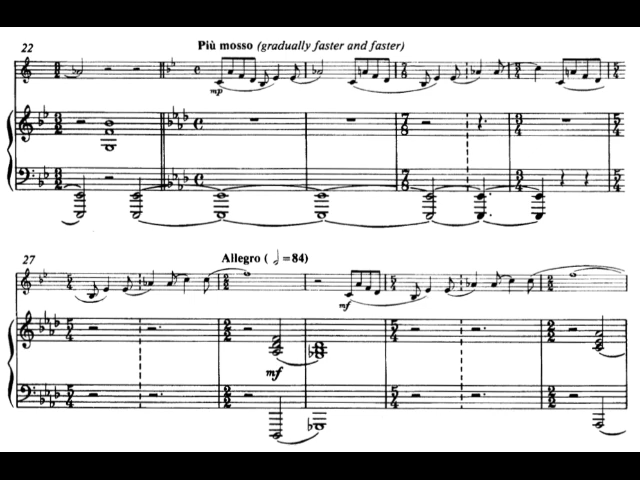 22
Più mosso (gradually faster and faster)
mp
27
Allegro ( 𝅗𝅥 = 84)
mf
mf